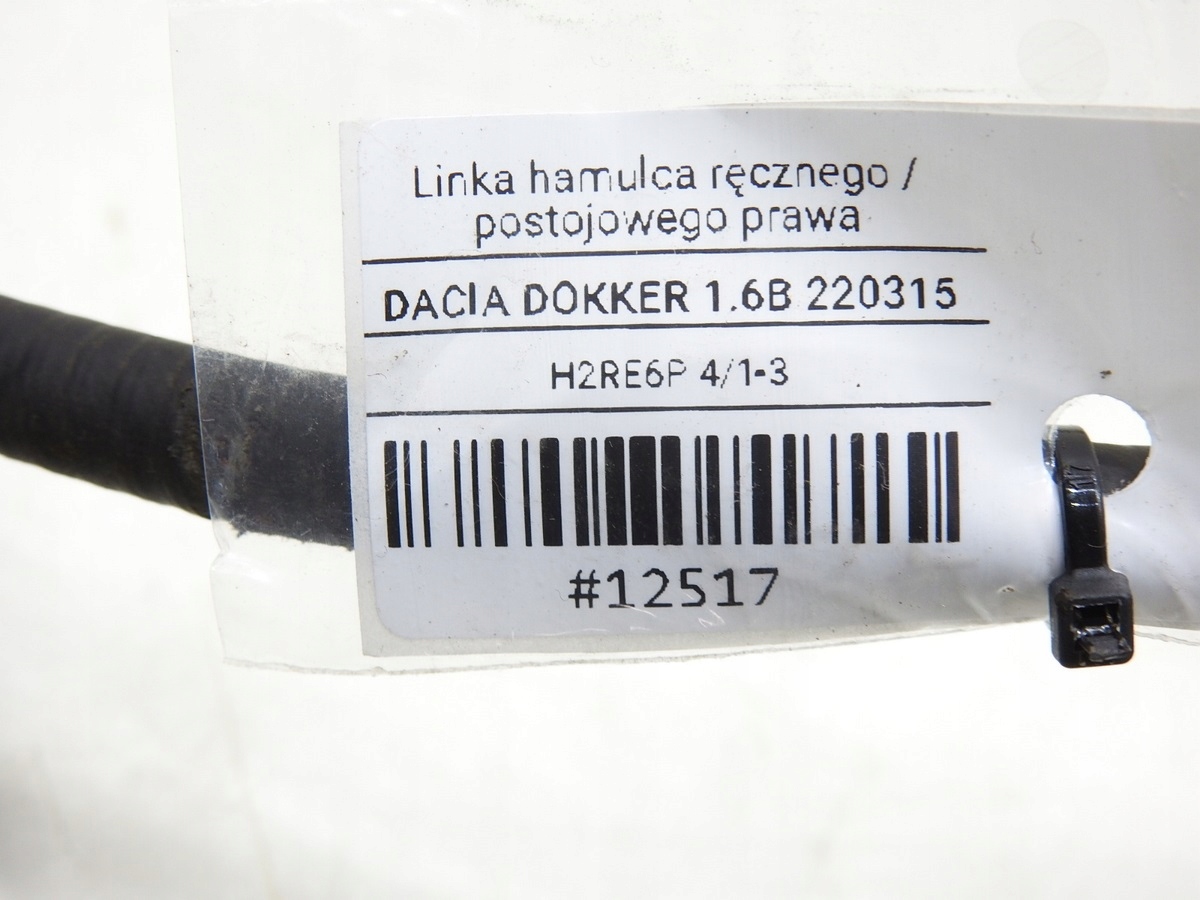 Linka hamulca ręcznego /
postojowego prawa
DACIA DOKKER 1.6B 220315
H2RE6P 4/1-3
#12517